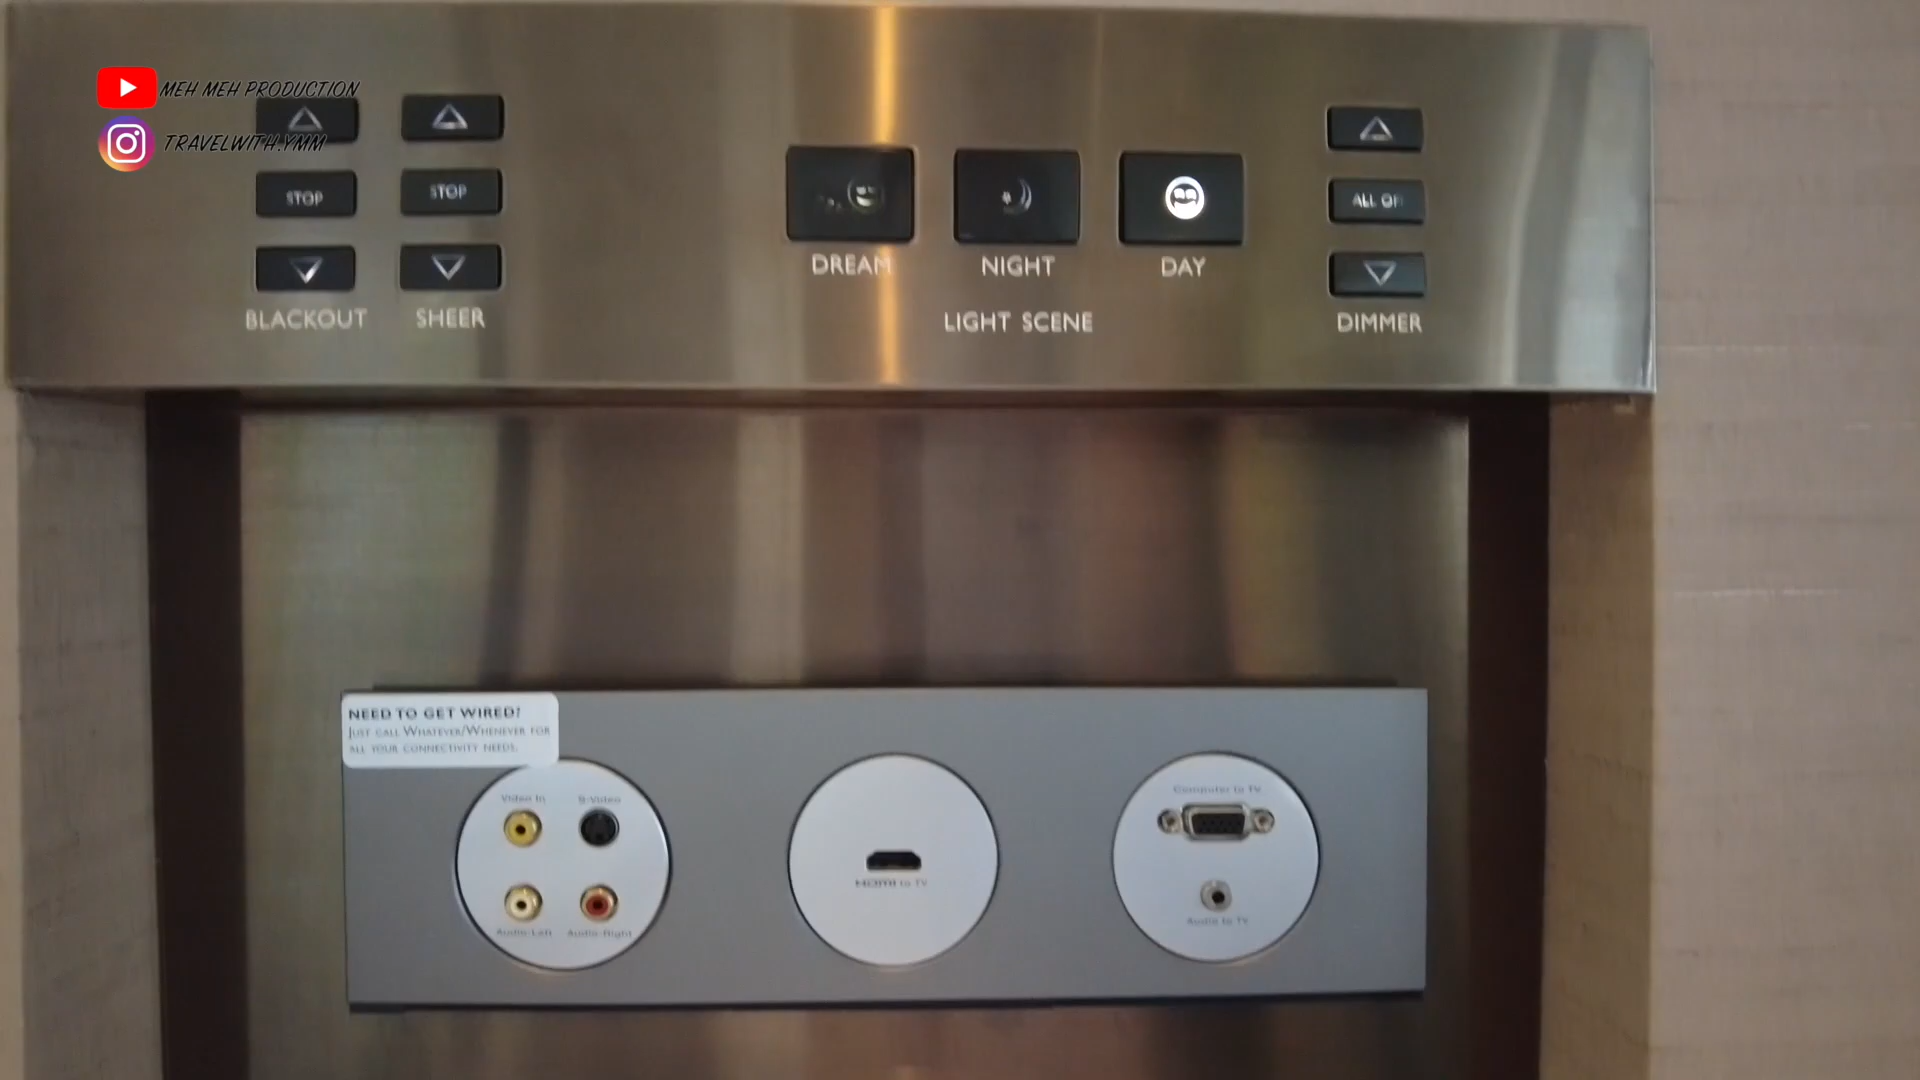 MEH MEH PRODUCTION
TRAVELWITH.YMM
STOP
STOP
ALL OFF
DREAM
NIGHT
DAY
BLACKOUT
SHEER
LIGHT SCENE
DIMMER
NEED TO GET WIRED?
JUST CALL WHATEVER/WHENEVER FOR
ALL YOUR CONNECTIVITY NEEDS.
Video In
S-Video
Audio-Left
Audio-Right
HDMI to TV
Computer to TV
Audio to TV